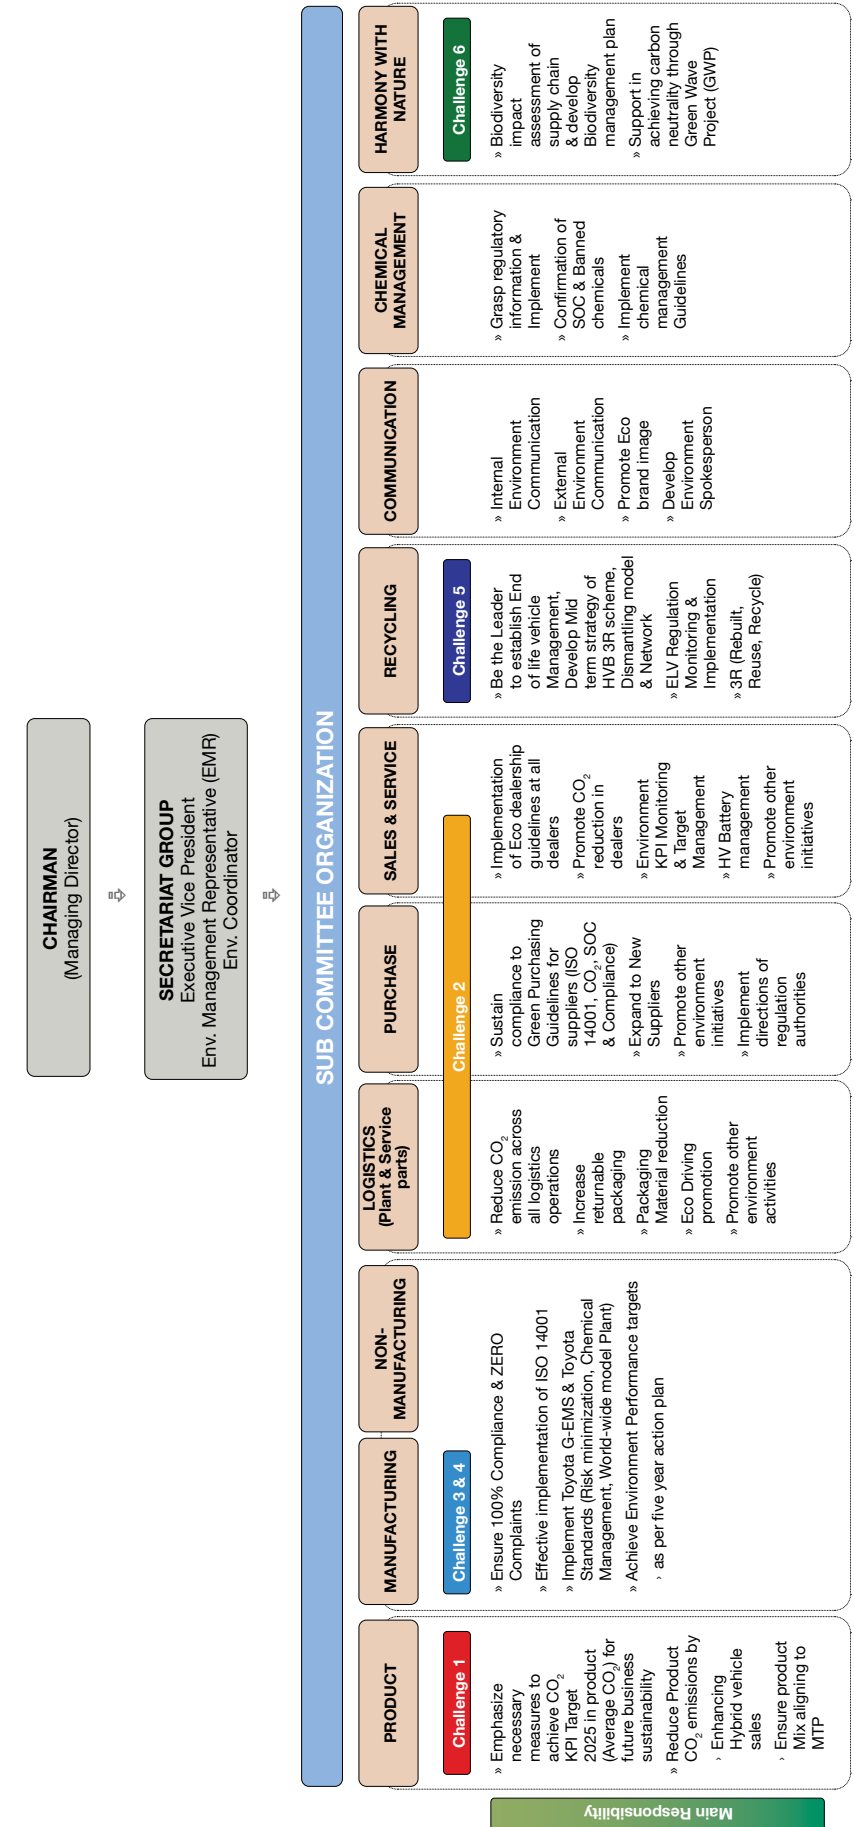 CHAIRMAN
(Managing Director)
SECRETARIAT GROUP
Executive Vice President
Env. Management Representative (EMR)
Env. Coordinator
SUB COMMITTEE ORGANIZATION
Main Responsibility
PRODUCT
Challenge 1
» Emphasize
necessary
measures to
achieve CO₂
KPI Target
2025 in product
(Average CO₂) for
future business
sustainability
» Reduce Product
CO₂ emissions by
› Enhancing
Hybrid vehicle
sales
› Ensure product
Mix aligning to
MTP
MANUFACTURING
NON-
MANUFACTURING
Challenge 3 & 4
» Ensure 100% Compliance & ZERO
Complaints
» Effective implementation of ISO 14001
» Implement Toyota G-EMS & Toyota
Standards (Risk minimization, Chemical
Management, World-wide model Plant)
» Achieve Environment Performance targets
› as per five year action plan
LOGISTICS
(Plant & Service
parts)
Challenge 2
» Reduce CO₂
emission across
all logistics
operations
» Increase
returnable
packaging
» Packaging
Material reduction
» Eco Driving
promotion
» Promote other
environment
activities
PURCHASE
» Sustain
compliance to
Green Purchasing
Guidelines for
suppliers (ISO
14001, CO₂, SOC
& Compliance)
» Expand to New
Suppliers
» Promote other
environment
initiatives
» Implement
directions of
regulation
authorities
SALES & SERVICE
» Implementation
of Eco dealership
guidelines at all
dealers
» Promote CO₂
reduction in
dealers
» Environment
KPI Monitoring
& Target
Management
» HV Battery
management
» Promote other
environment
initiatives
RECYCLING
Challenge 5
» Be the Leader
to establish End
of life vehicle
Management,
Develop Mid
term strategy of
HVB 3R scheme,
Dismantling model
& Network
» ELV Regulation
Monitoring &
Implementation
» 3R (Rebuilt,
Reuse, Recycle)
COMMUNICATION
» Internal
Environment
Communication
» External
Environment
Communication
» Promote Eco
brand image
» Develop
Environment
Spokesperson
CHEMICAL
MANAGEMENT
» Grasp regulatory
information &
Implement
» Confirmation of
SOC & Banned
chemicals
» Implement
chemical
management
Guidelines
HARMONY WITH
NATURE
Challenge 6
» Biodiversity
impact
assessment of
supply chain
& develop
Biodiversity
management plan
» Support in
achieving carbon
neutrality through
Green Wave
Project (GWP)